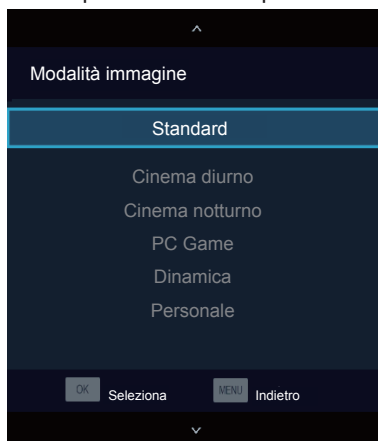 Modalità immagine
Standard
Cinema diurno
Cinema notturno
PC Game
Dinamica
Personale
OK Seleziona MENU Indietro